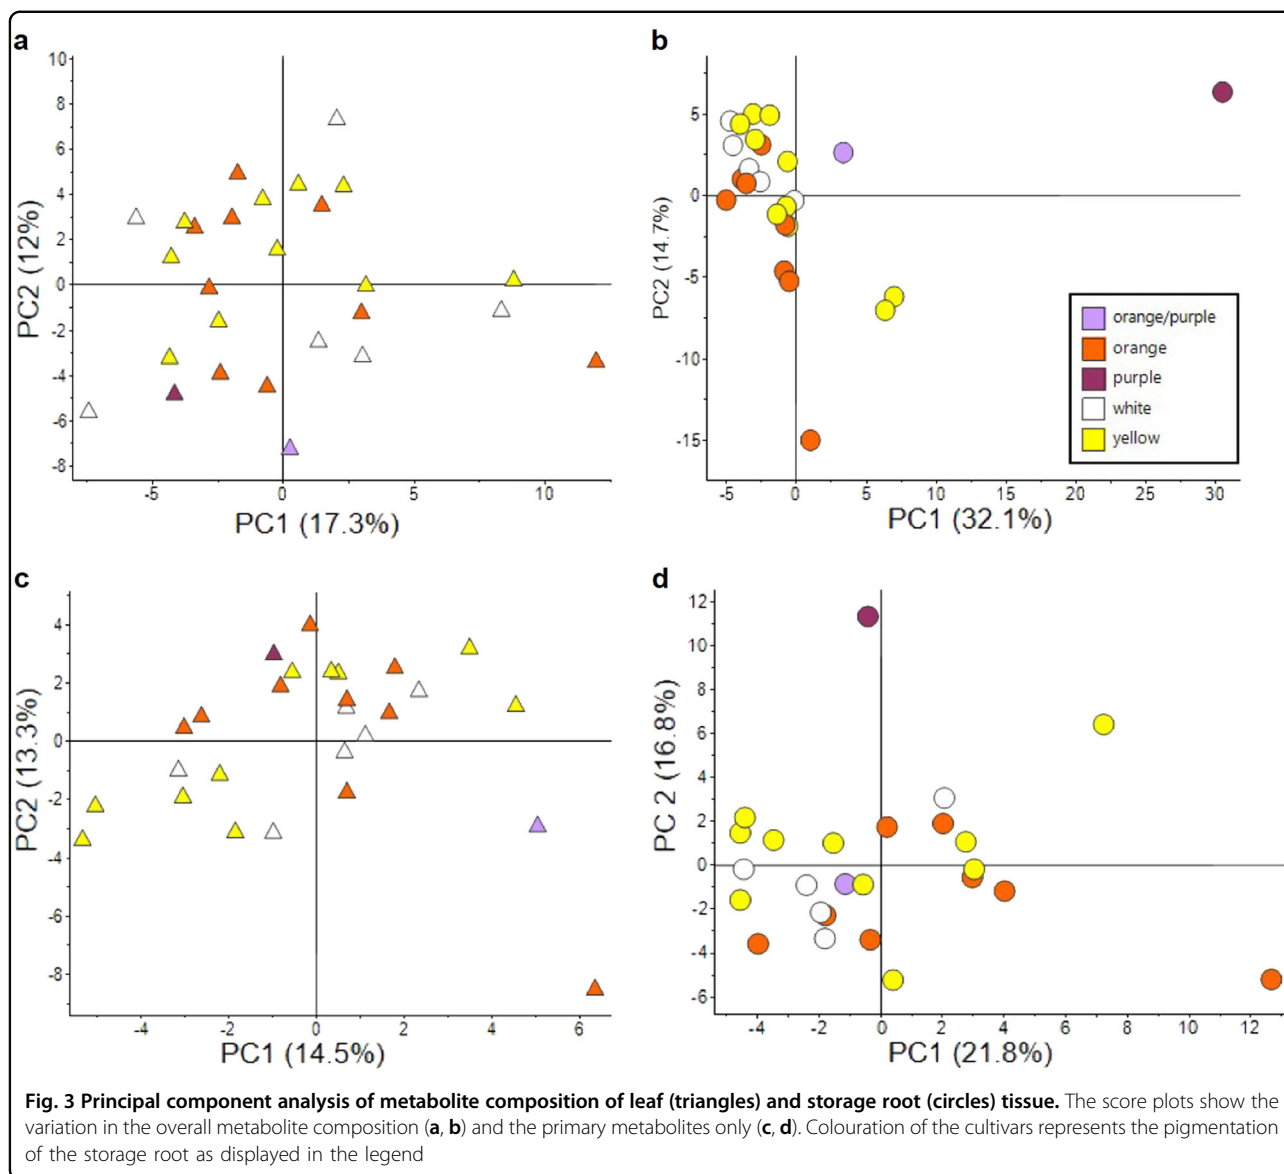 a
10
8
6
4
2
0
-2
-4
-6
-8
PC2 (12%)
-5
0
5
10
PC1 (17.3%)
b
5
0
-5
-10
-15
PC2 (14.7%)
-5
0
5
10
15
20
25
30
PC1 (32.1%)
orange/purple
orange
purple
white
yellow
c
4
2
0
-2
-4
-6
-8
PC2 (13.3%)
-4
-2
0
2
4
6
PC1 (14.5%)
d
12
10
8
6
4
2
0
-2
-4
-6
PC 2 (16.8%)
-4
-2
0
2
4
6
8
10
12
PC1 (21.8%)
Fig. 3 Principal component analysis of metabolite composition of leaf (triangles) and storage root (circles) tissue. The score plots show the
variation in the overall metabolite composition (a, b) and the primary metabolites only (c, d). Colouration of the cultivars represents the pigmentation
of the storage root as displayed in the legend